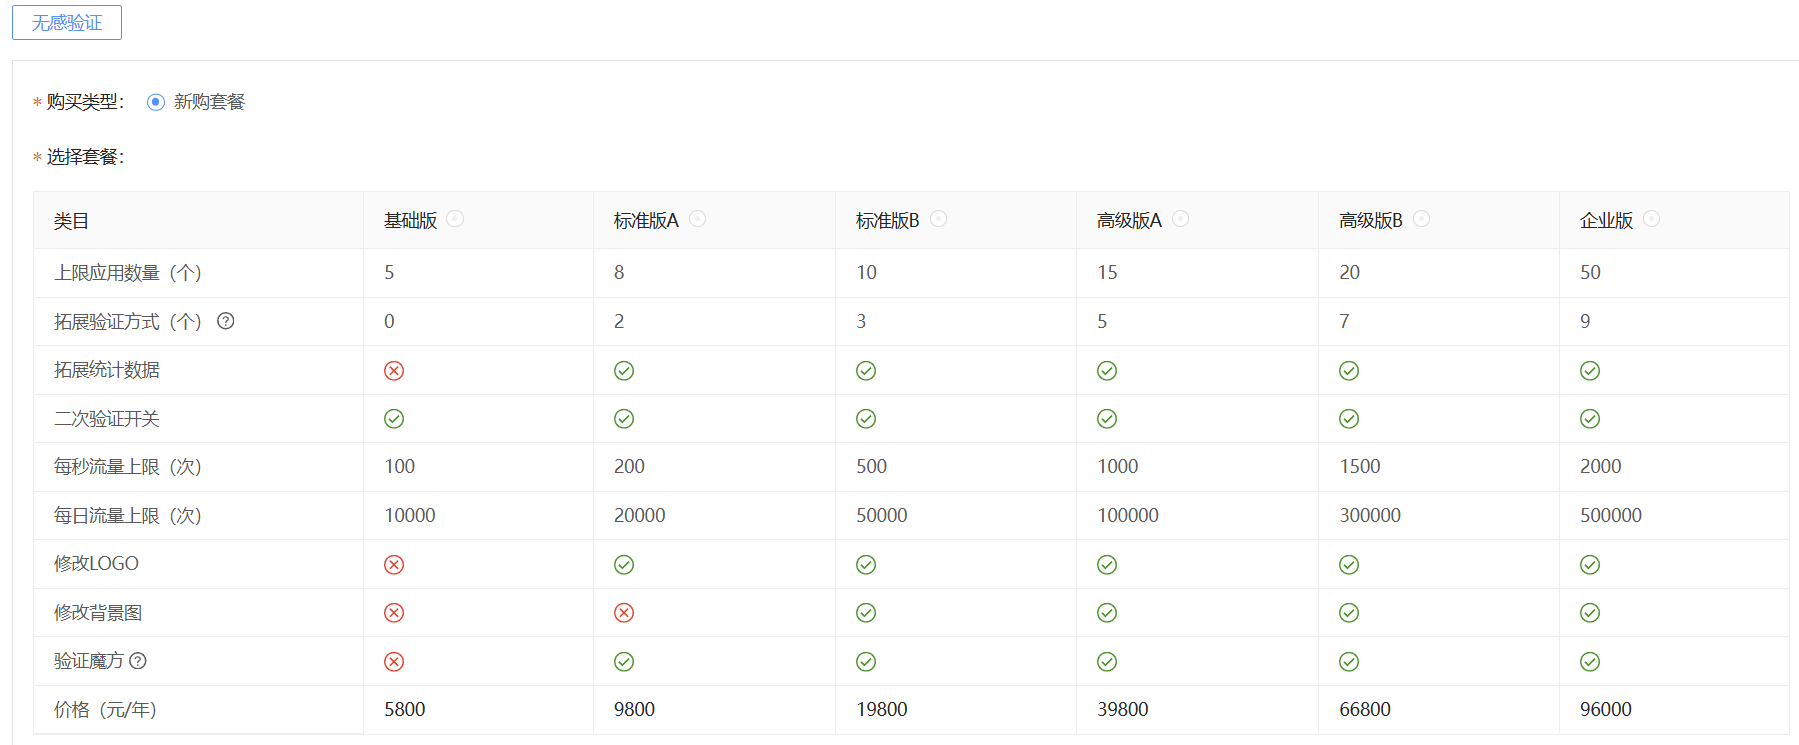 无感验证
* 购买类型： 新购套餐
* 选择套餐：
类目 基础版 标准版A 标准版B 高级版A 高级版B 企业版
上限应用数量（个） 5 8 10 15 20 50
拓展验证方式（个） ? 0 2 3 5 7 9
拓展统计数据
二次验证开关
每秒流量上限（次） 100 200 500 1000 1500 2000
每日流量上限（次） 10000 20000 50000 100000 300000 500000
修改LOGO
修改背景图
验证魔方 ?
价格（元/年） 5800 9800 19800 39800 66800 96000